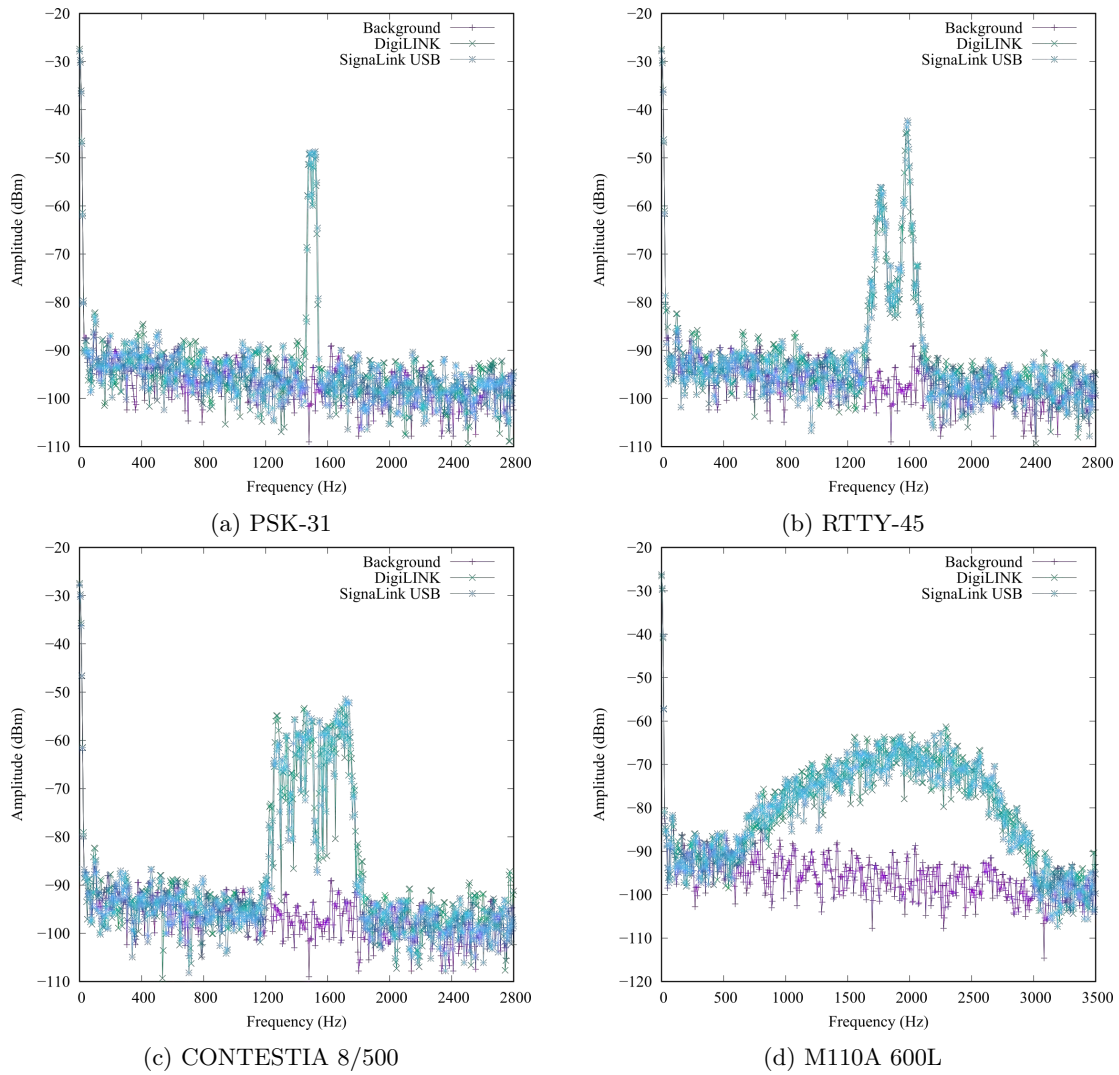 −20
−30
−40
−50
−60
−70
−80
−90
−100
−110
Amplitude (dBm)
Background
DigiLINK
SignaLink USB
0 400 800 1200 1600 2000 2400 2800
Frequency (Hz)
(a) PSK-31
−20
−30
−40
−50
−60
−70
−80
−90
−100
−110
Amplitude (dBm)
Background
DigiLINK
SignaLink USB
0 400 800 1200 1600 2000 2400 2800
Frequency (Hz)
(b) RTTY-45
−20
−30
−40
−50
−60
−70
−80
−90
−100
−110
Amplitude (dBm)
Background
DigiLINK
SignaLink USB
0 400 800 1200 1600 2000 2400 2800
Frequency (Hz)
(c) CONTESTIA 8/500
−20
−30
−40
−50
−60
−70
−80
−90
−100
−110
−120
Amplitude (dBm)
Background
DigiLINK
SignaLink USB
0 500 1000 1500 2000 2500 3000 3500
Frequency (Hz)
(d) M110A 600L